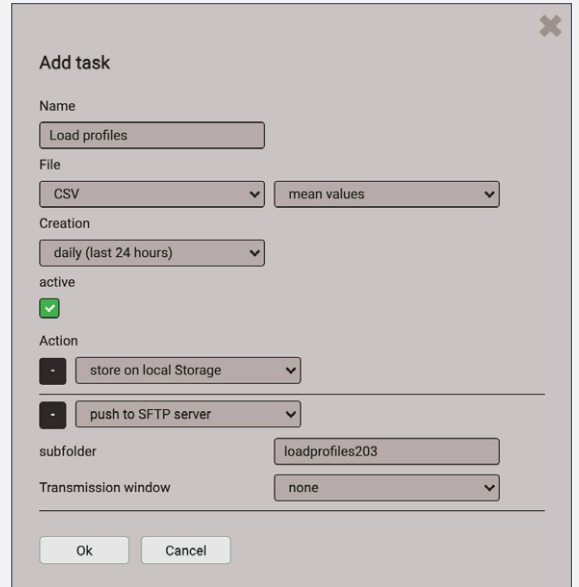 Add task
Name
Load profiles
File
CSV mean values
Creation
daily (last 24 hours)
active
Action
- store on local Storage
- push to SFTP server
subfolder loadprofiles203
Transmission window none
Ok Cancel